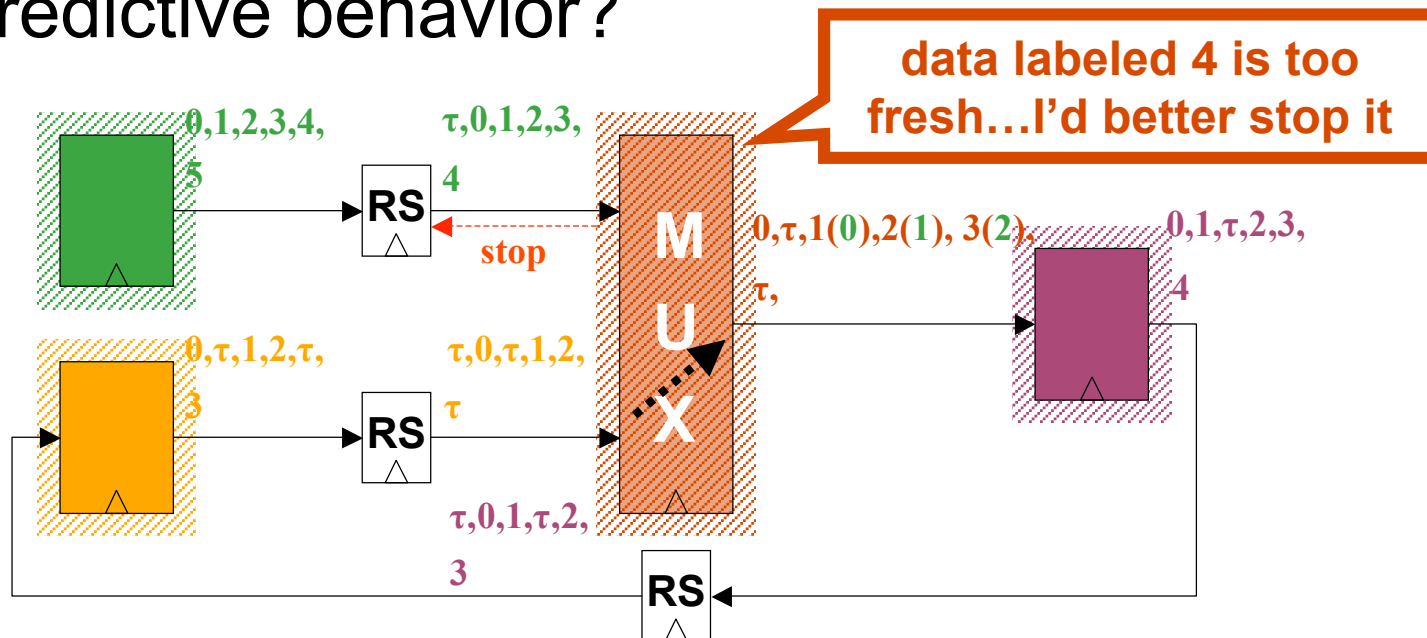 redictive behavior?
data labeled 4 is too
fresh…I'd better stop it
0,1,2,3,4,
5
τ,0,1,2,3,
4
RS
stop
M
U
X
0,τ,1(0),2(1), 3(2),
τ,
0,1,τ,2,3,
4
0,τ,1,2,τ,
3
τ,0,τ,1,2,
τ
RS
τ,0,1,τ,2,
3
RS